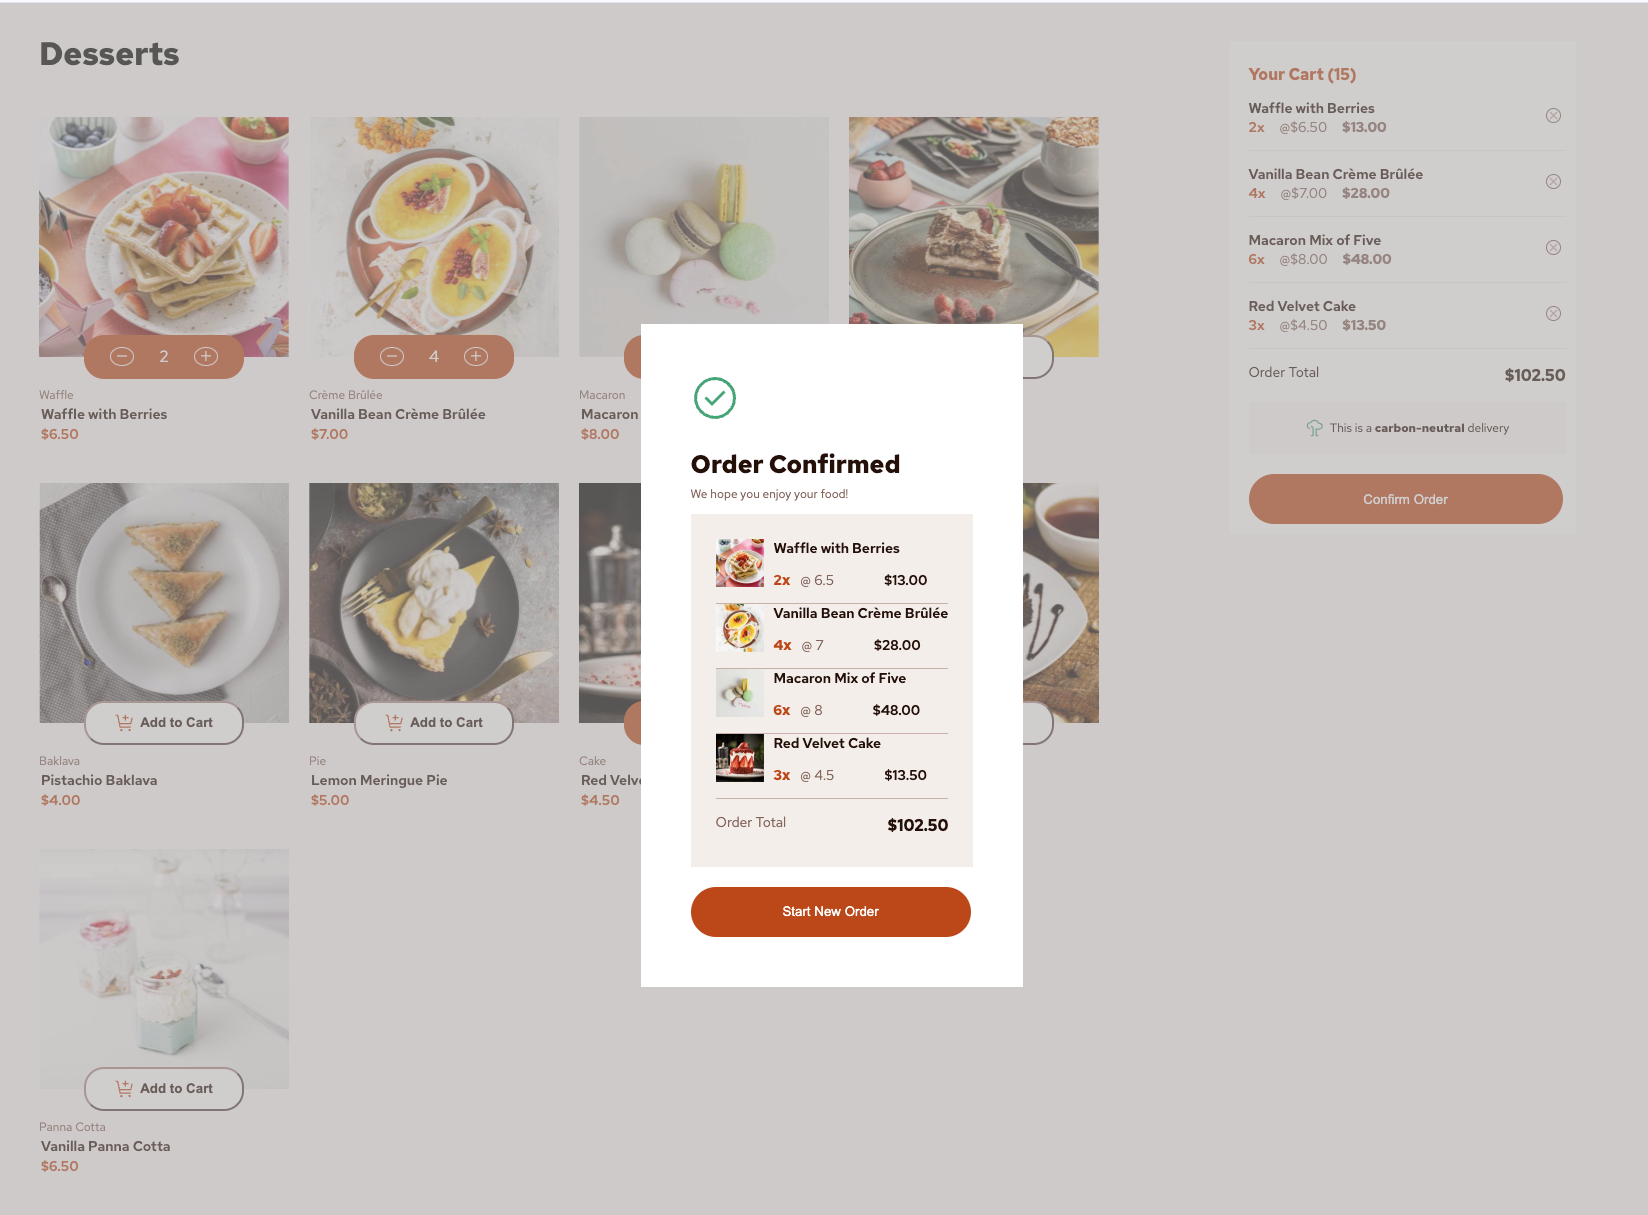 Desserts
2
Waffle
Waffle with Berries
$6.50
4
Crème Brûlée
Vanilla Bean Crème Brûlée
$7.00
Macaron
Macaron
$8.00
Add to Cart
Baklava
Pistachio Baklava
$4.00
Add to Cart
Pie
Lemon Meringue Pie
$5.00
Cake
Red
$4.50
Add to Cart
Panna Cotta
Vanilla Panna Cotta
$6.50
Your Cart (15)
Waffle with Berries
2x @$6.50 $13.00
Vanilla Bean Crème Brûlée
4x @$7.00 $28.00
Macaron Mix of Five
6x @$8.00 $48.00
Red Velvet Cake
3x @$4.50 $13.50
Order Total $102.50
This is a carbon-neutral delivery
Confirm Order
Order Confirmed
We hope you enjoy your food!
Waffle with Berries
2x @ 6.5 $13.00
Vanilla Bean Crème Brûlée
4x @ 7 $28.00
Macaron Mix of Five
6x @ 8 $48.00
Red Velvet Cake
3x @ 4.5 $13.50
Order Total $102.50
Start New Order